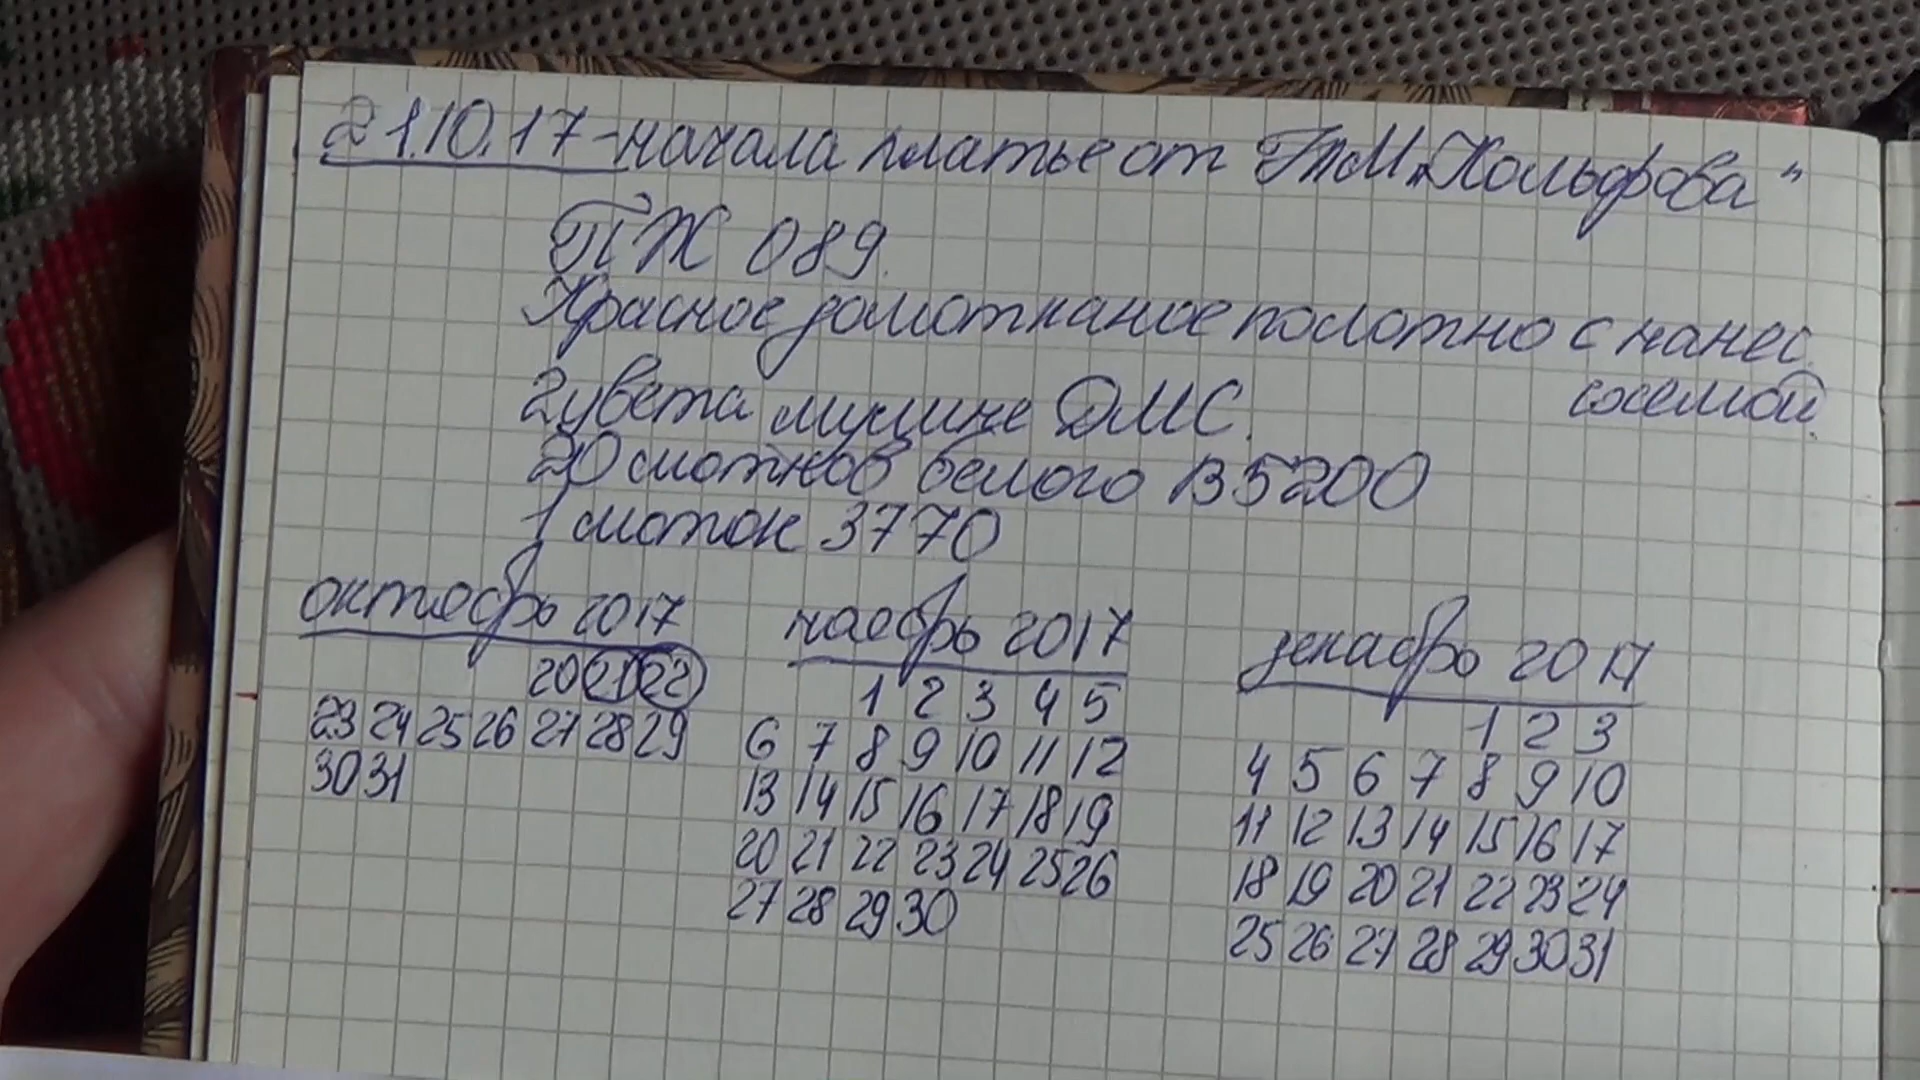 21.10.17-начала платье от ТМ „Кольфрова"
ПЖ 089.
Красное домотканое полотно с нанес.
схемой.
2 цвета мулине ДМС.
20 мотков белого B5200
1 моток 3770
октябрь 2017
20 21 22
23 24 25 26 27 28 29
30 31
ноябрь 2017
1 2 3 4 5
6 7 8 9 10 11 12
13 14 15 16 17 18 19
20 21 22 23 24 25 26
27 28 29 30
декабрь 2017
1 2 3
4 5 6 7 8 9 10
11 12 13 14 15 16 17
18 19 20 21 22 23 24
25 26 27 28 29 30 31